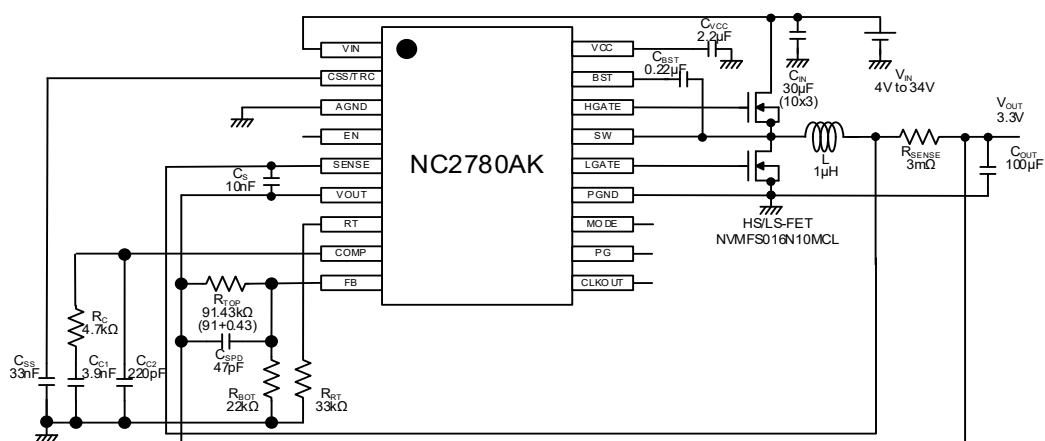 NC2780AK
VIN
CSS/TRC
AGND
EN
SENSE
VOUT
RT
COMP
FB
VCC
BST
HGATE
SW
LGATE
PGND
MODE
PG
CLKOUT
CVCC
2.2µF
CBST
0.22µF
CIN
30µF
(10x3)
VIN
4V to 34V
VOUT
3.3V
L
1µH
RSENSE
3mΩ
COUT
100µF
HS/LS-FET
NVMFS016N10MCL
CS
10nF
RTOP
91.43kΩ
(91+0.43)
CSPD
47pF
RC
4.7kΩ
CSS
33nF
CC1
3.9nF
CC2
220pF
RBOT
22kΩ
RRT
33kΩ